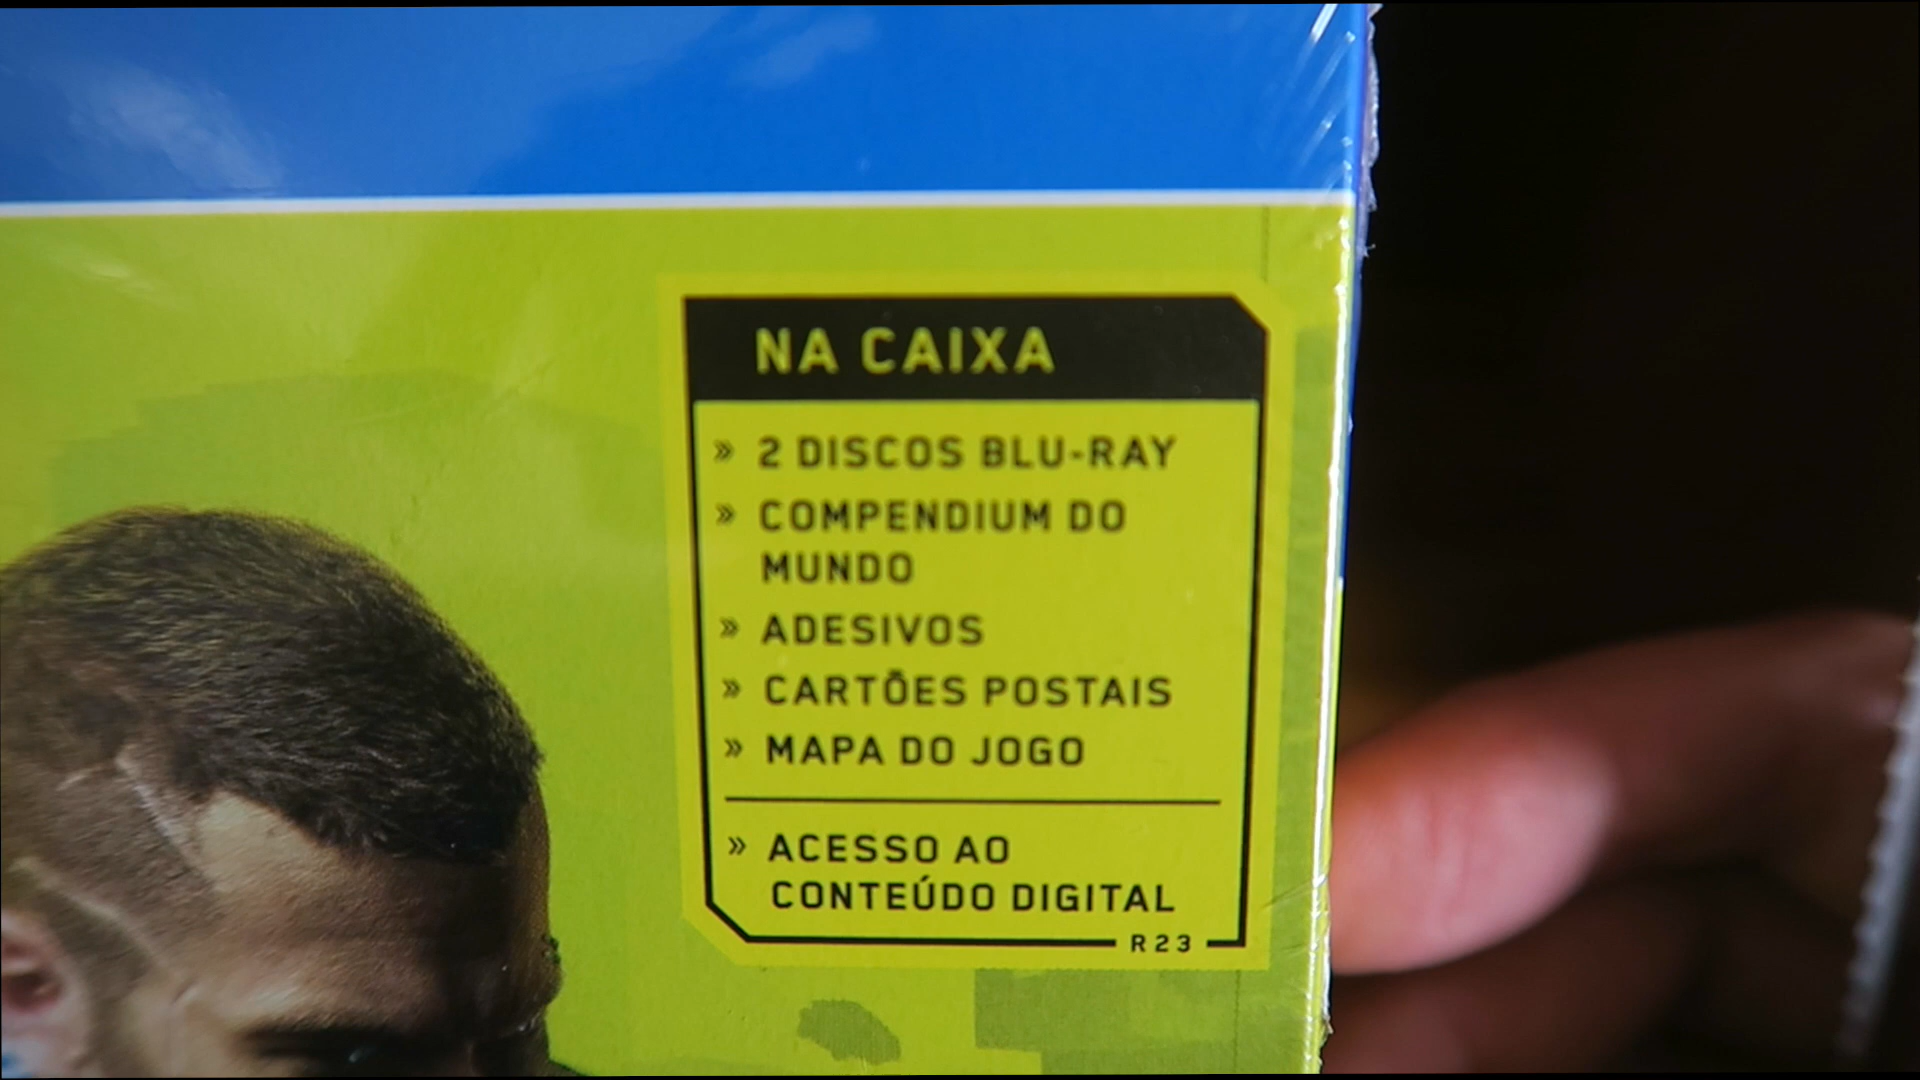 NA CAIXA
» 2 DISCOS BLU-RAY
» COMPENDIUM DO
MUNDO
» ADESIVOS
» CARTÕES POSTAIS
» MAPA DO JOGO
» ACESSO AO
CONTEÚDO DIGITAL
R23